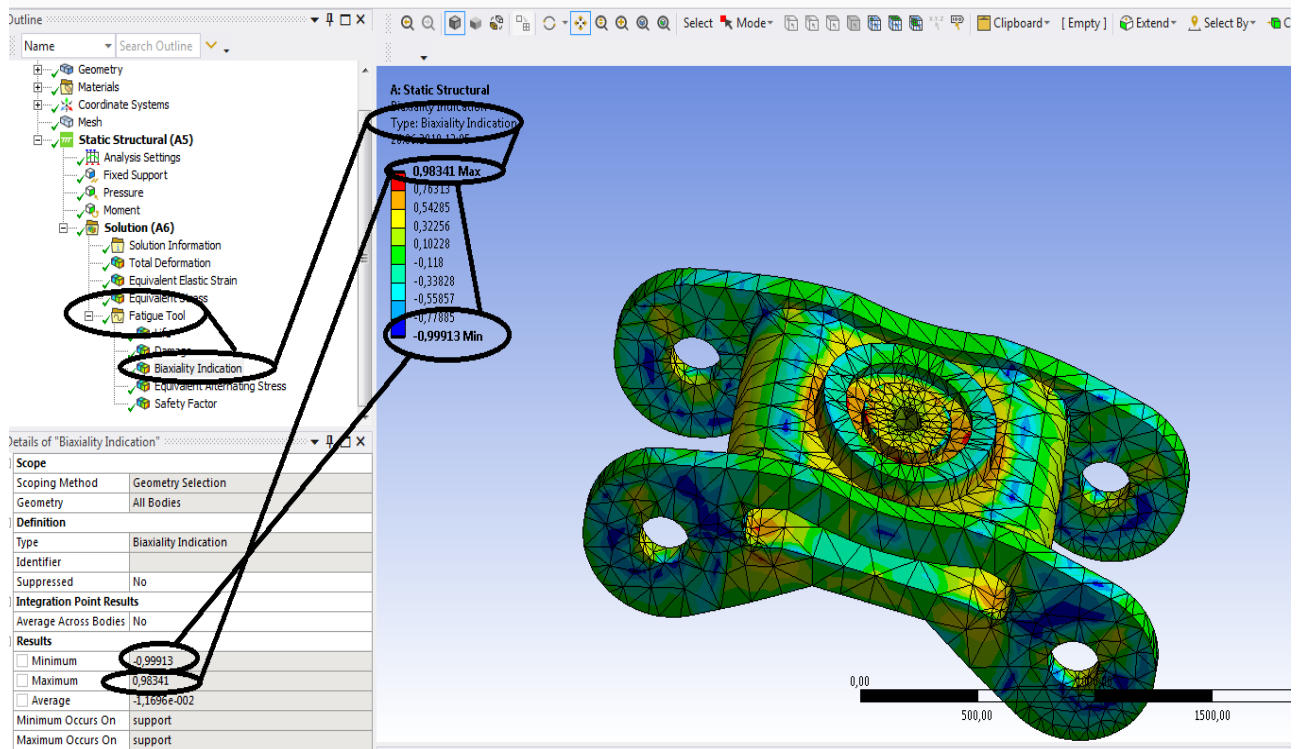 Outline
Select Mode Clipboard [ Empty ] Extend Select By
Name Search Outline
Geometry
Materials
Coordinate Systems
Mesh
Static Structural (A5)
Analysis Settings
Fixed Support
Pressure
Moment
Solution (A6)
Solution Information
Total Deformation
Equivalent Elastic Strain
Equivalent Stress
Fatigue Tool
Life
Damage
Biaxiality Indication
Equivalent Alternating Stress
Safety Factor
A: Static Structural
Biaxiality Indication
Type: Biaxiality Indication
0,98341 Max
0,76313
0,54285
0,32256
0,10228
-0,118
-0,33828
-0,55857
-0,77885
-0,99913 Min
Details of "Biaxiality Indication"
Scope
Scoping Method Geometry Selection
Geometry All Bodies
Definition
Type Biaxiality Indication
Identifier
Suppressed No
Integration Point Results
Average Across Bodies No
Results
Minimum -0,99913
Maximum 0,98341
Average -1,1696e-002
Minimum Occurs On support
Maximum Occurs On support
0,00
500,00
1500,00